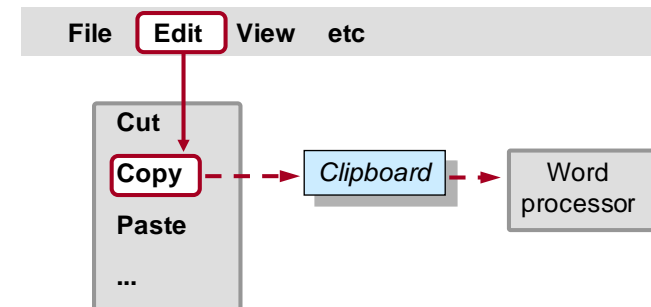 File Edit View etc
Cut
Copy
Clipboard
Word
processor
Paste
...